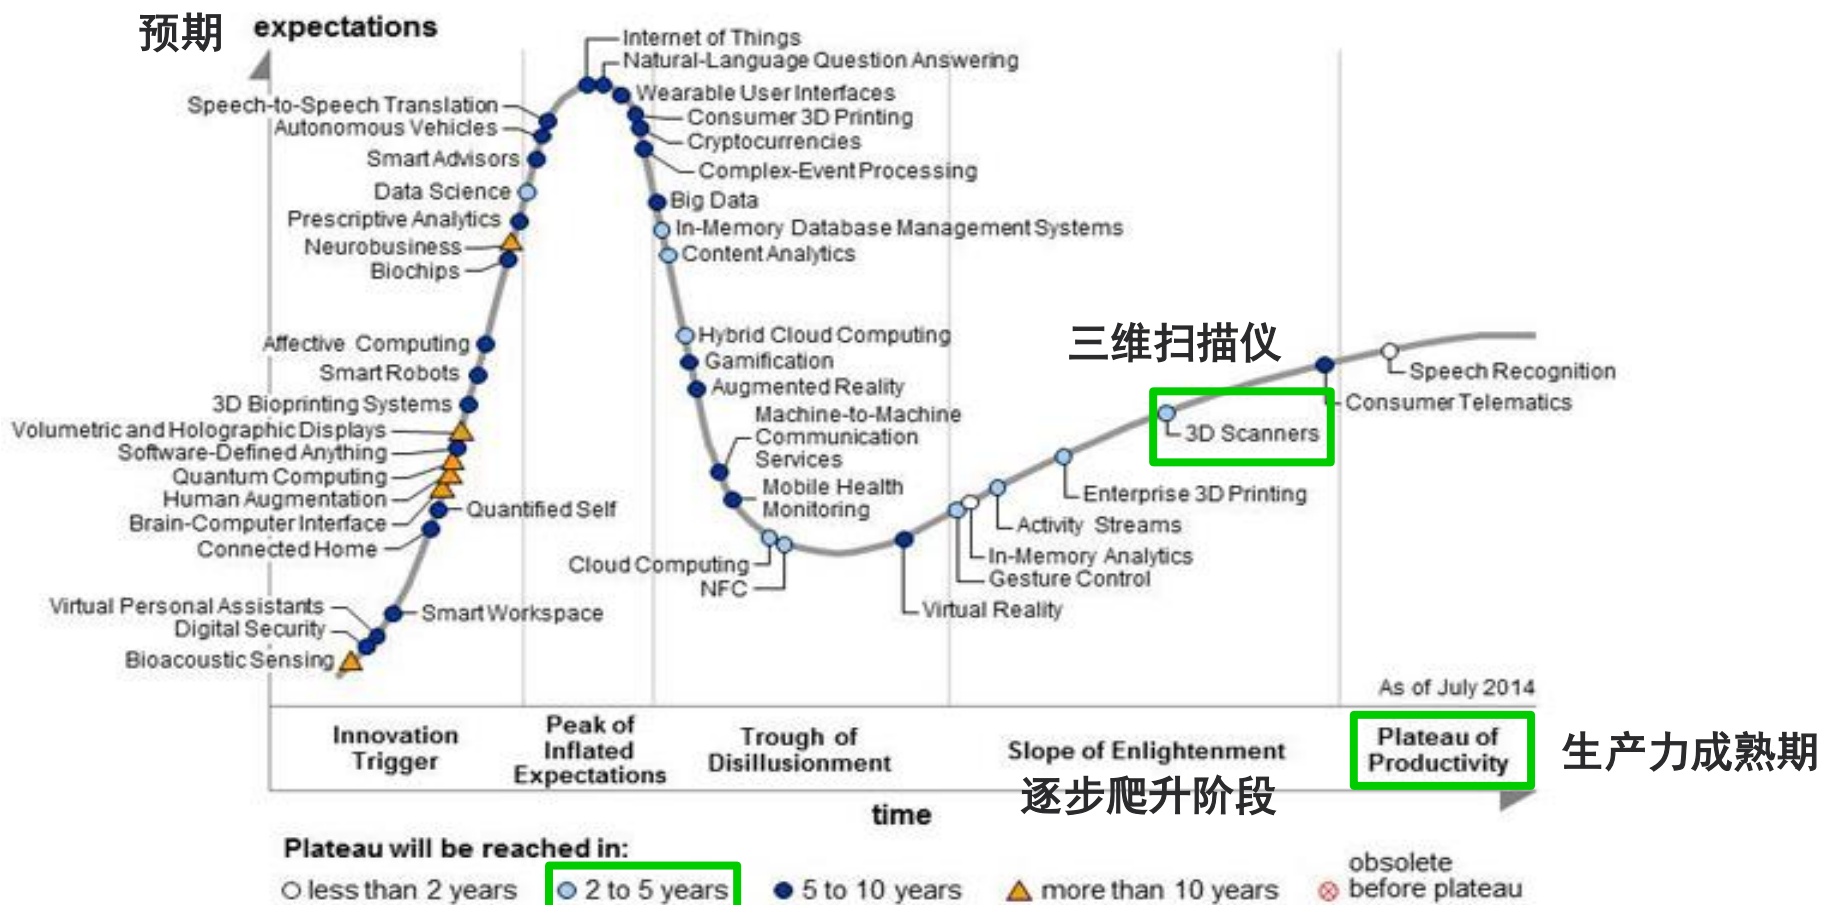 预期 expectations
Internet of Things
Natural-Language Question Answering
Wearable User Interfaces
Consumer 3D Printing
Cryptocurrencies
Complex-Event Processing
Big Data
In-Memory Database Management Systems
Content Analytics
Hybrid Cloud Computing
Gamification
Augmented Reality
Machine-to-Machine
Communication
Services
Mobile Health
Monitoring
Speech-to-Speech Translation
Autonomous Vehicles
Smart Advisors
Data Science
Prescriptive Analytics
Neurobusiness
Biochips
Affective Computing
Smart Robots
3D Bioprinting Systems
Volumetric and Holographic Displays
Software-Defined Anything
Quantum Computing
Human Augmentation
Brain-Computer Interface
Connected Home
Quantified Self
Virtual Personal Assistants
Digital Security
Bioacoustic Sensing
Smart Workspace
Cloud Computing
NFC
Virtual Reality
Gesture Control
In-Memory Analytics
Activity Streams
Enterprise 3D Printing
三维扫描仪
3D Scanners
Consumer Telematics
Speech Recognition
As of July 2014
Innovation
Trigger
Peak of
Inflated
Expectations
Trough of
Disillusionment
Slope of Enlightenment
逐步爬升阶段
Plateau of
Productivity
生产力成熟期
time
Plateau will be reached in:
less than 2 years
2 to 5 years
5 to 10 years
more than 10 years
obsolete
before plateau